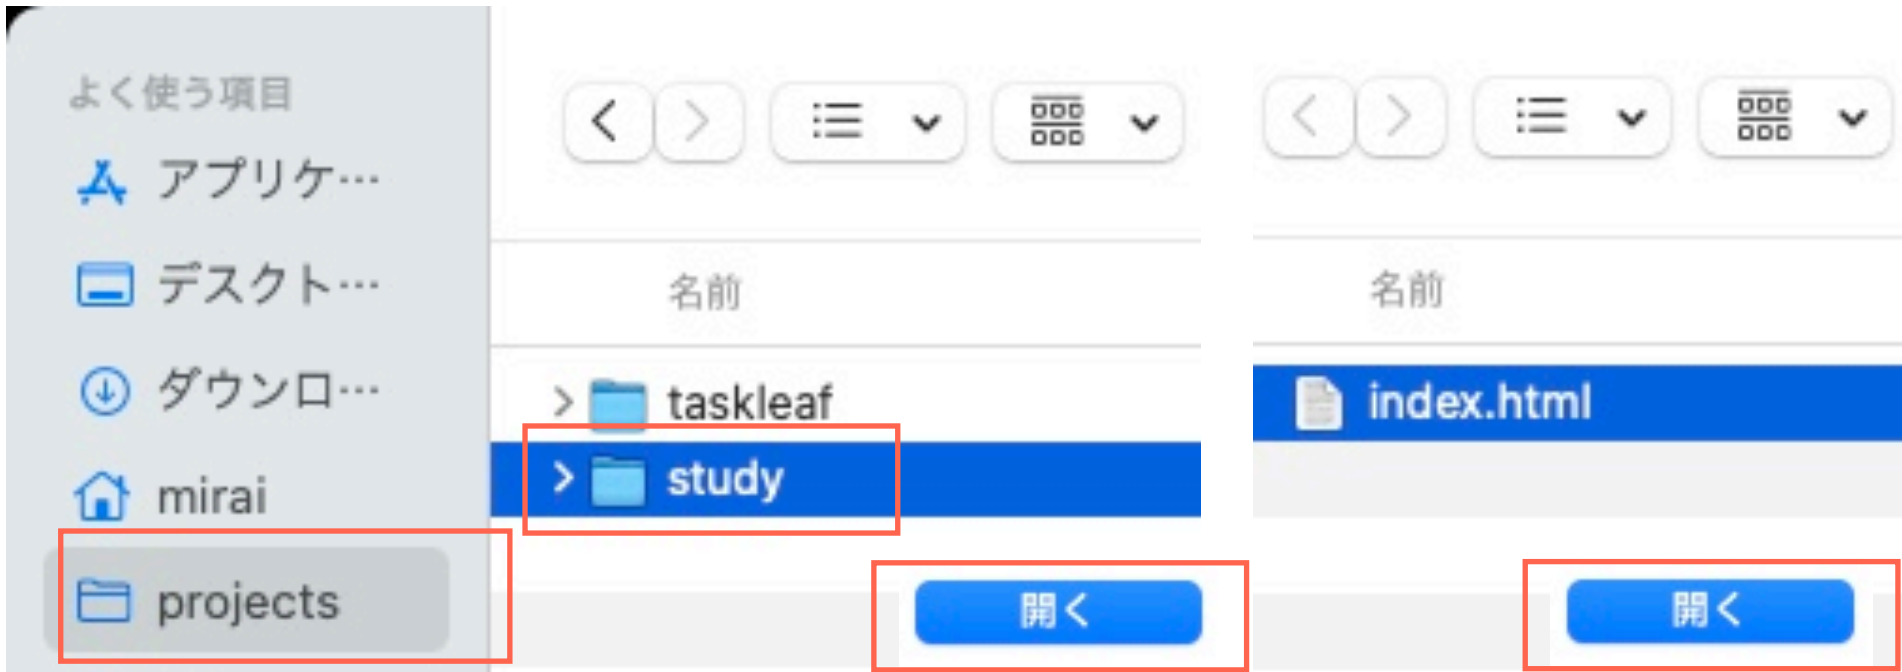 よく使う項目
アプリケ…
デスクト…
ダウンロ…
mirai
projects
名前
taskleaf
study
開く
名前
index.html
開く